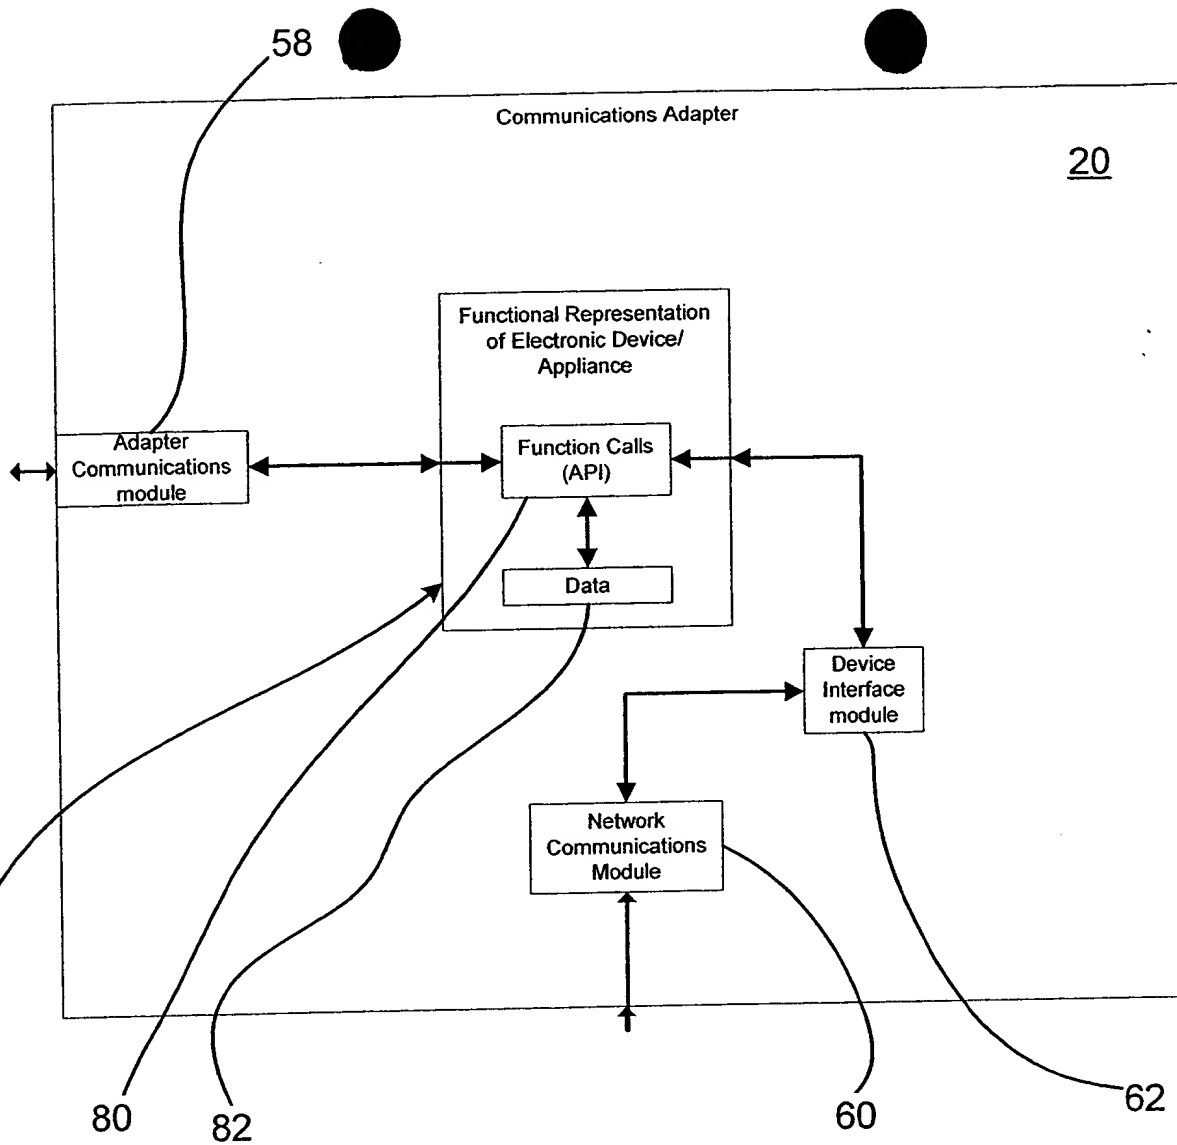 58
Communications Adapter
20
Functional Representation
of Electronic Device/
Appliance
Adapter
Communications
module
Function Calls
(API)
Data
Device
Interface
module
Network
Communications
Module
80
82
60
62